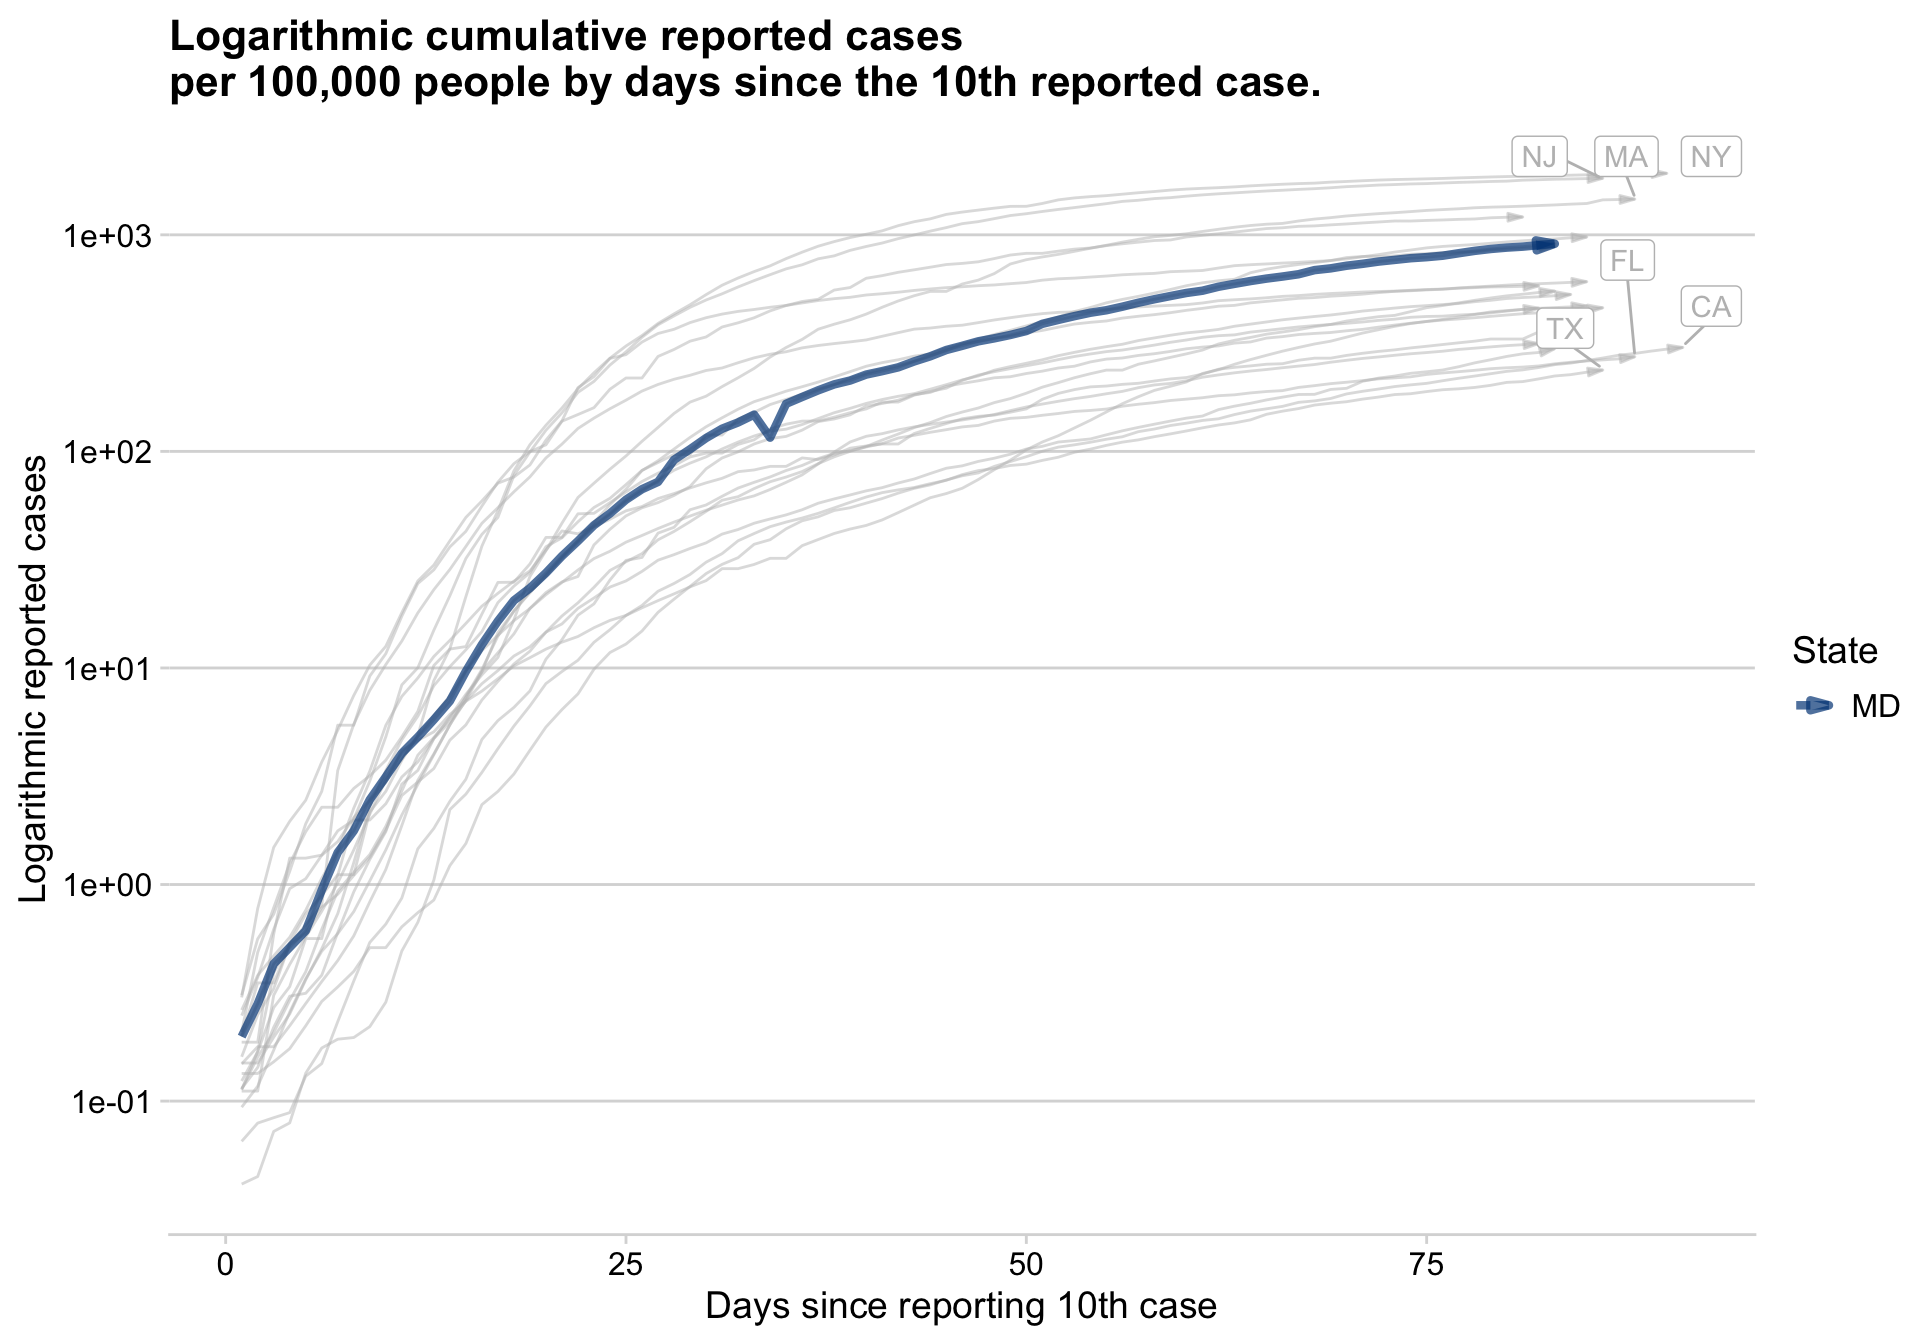 Logarithmic cumulative reported cases
per 100,000 people by days since the 10th reported case.
NJ
MA
NY
FL
CA
TX
1e+03
1e+02
1e+01
1e+00
1e-01
Logarithmic reported cases
0
25
50
75
Days since reporting 10th case
State
MD